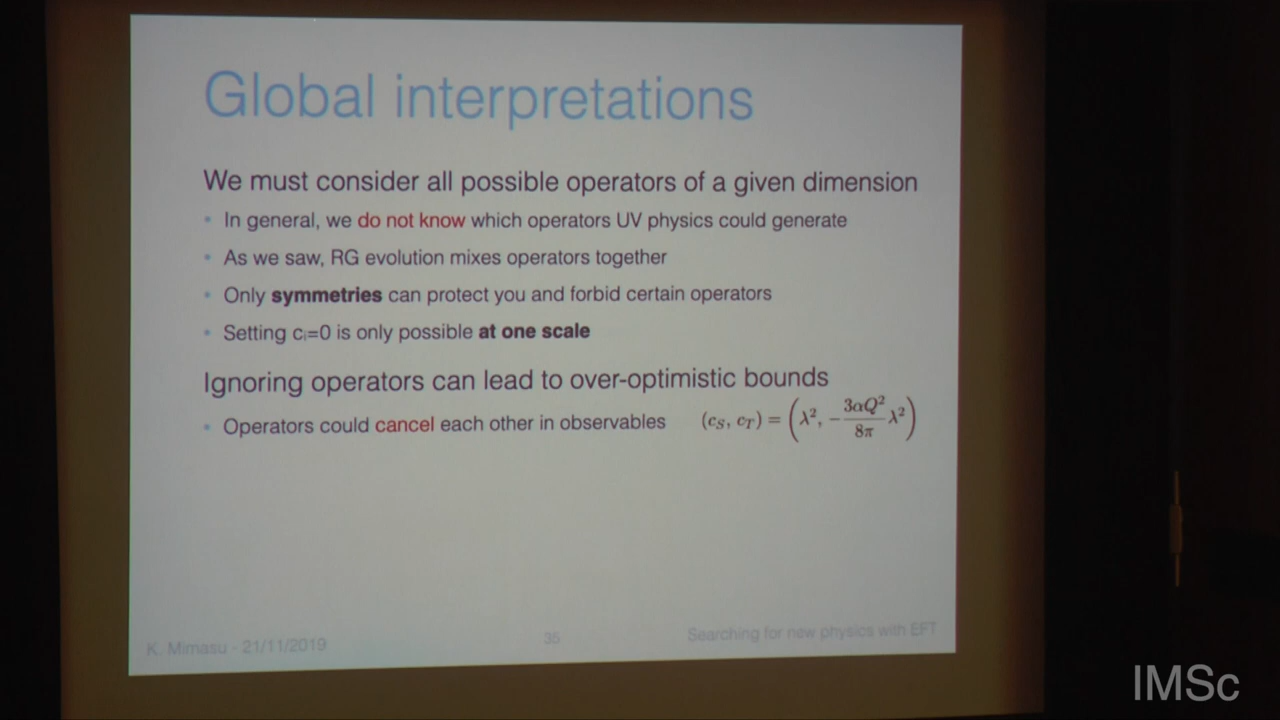 Global interpretations
We must consider all possible operators of a given dimension
• In general, we do not know which operators UV physics could generate
• As we saw, RG evolution mixes operators together
• Only symmetries can protect you and forbid certain operators
• Setting cᵢ=0 is only possible at one scale
Ignoring operators can lead to over-optimistic bounds
• Operators could cancel each other in observables (c_S, c_T) = (λ², −3αQ²/8π λ²)
K. Mimasu - 21/11/2019 35 Searching for new physics with EFT
IMSc